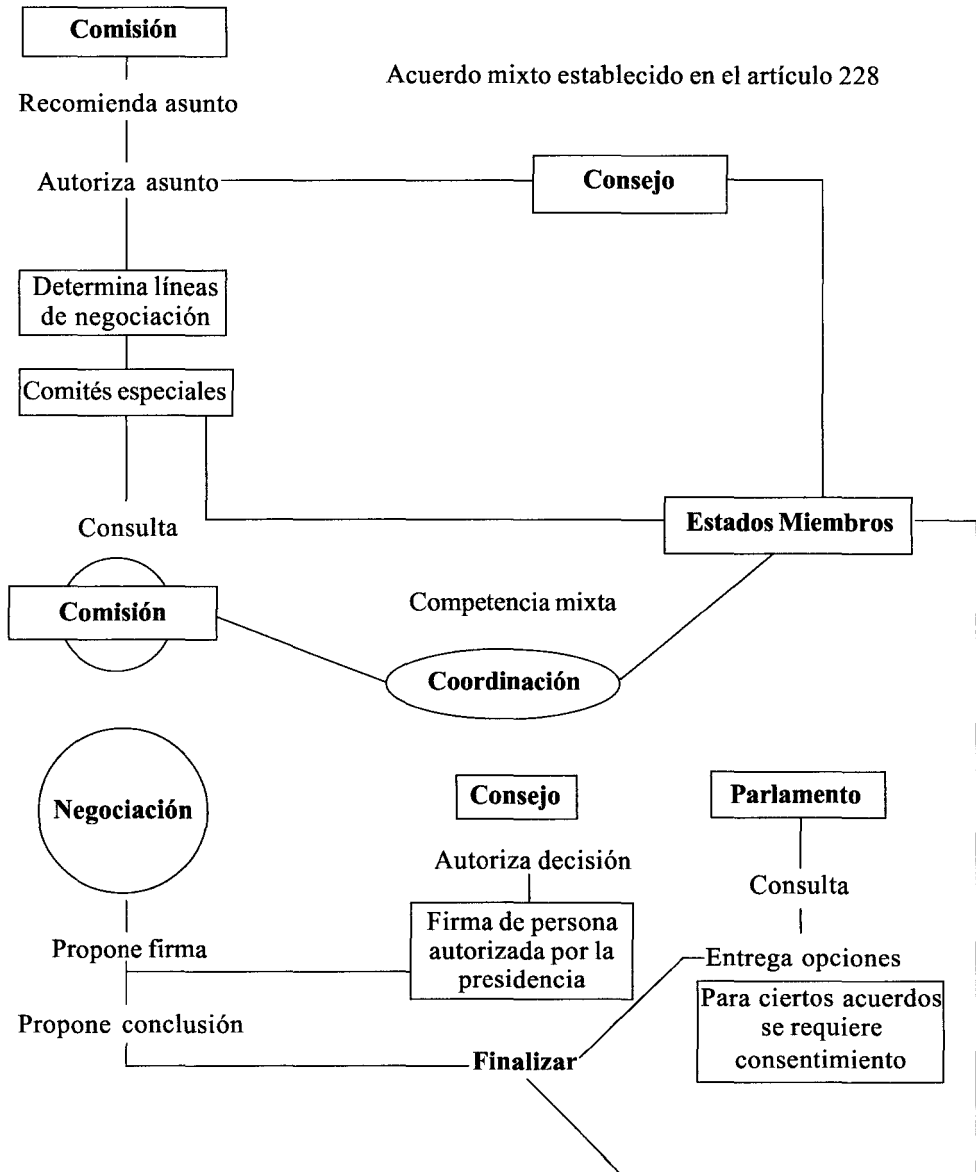 Comisión
Acuerdo mixto establecido en el artículo 228
Recomienda asunto
Autoriza asunto
Consejo
Determina líneas
de negociación
Comités especiales
Consulta
Estados Miembros
Comisión
Competencia mixta
Coordinación
Negociación
Consejo
Parlamento
Autoriza decisión
Consulta
Firma de persona
autorizada por la
presidencia
Propone firma
Entrega opciones
Para ciertos acuerdos
se requiere
consentimiento
Propone conclusión
Finalizar